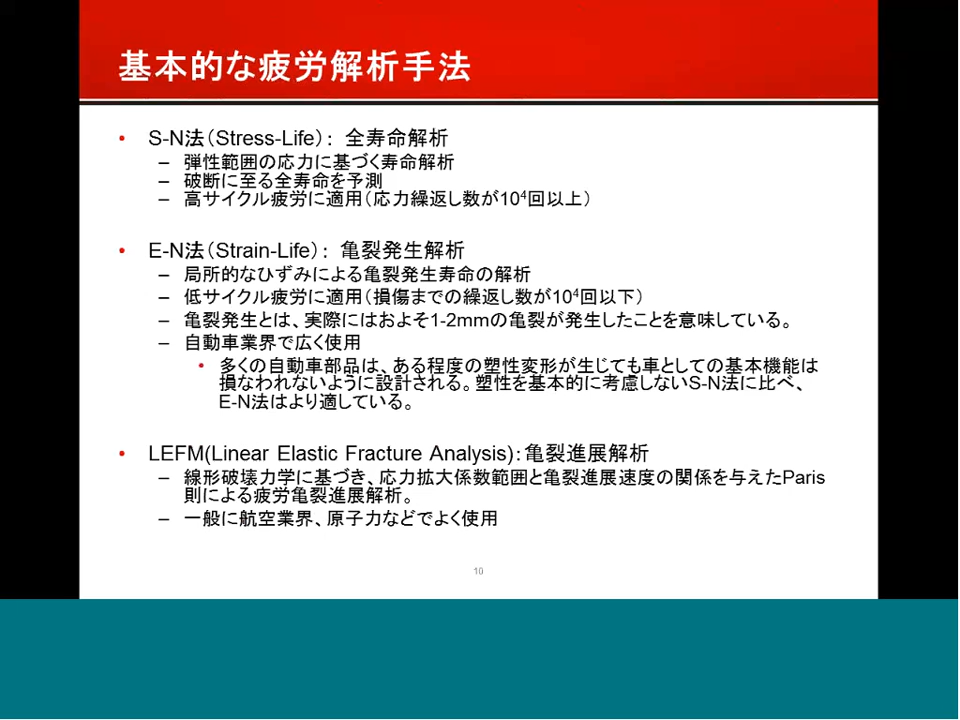 基本的な疲労解析手法
• S-N法(Stress-Life): 全寿命解析
– 弾性範囲の応力に基づく寿命解析
– 破断に至る全寿命を予測
– 高サイクル疲労に適用(応力繰返し数が10⁴回以上)
• E-N法(Strain-Life): 亀裂発生解析
– 局所的なひずみによる亀裂発生寿命の解析
– 低サイクル疲労に適用(損傷までの繰返し数が10⁴回以下)
– 亀裂発生とは、実際にはおよそ1-2mmの亀裂が発生したことを意味している。
– 自動車業界で広く使用
• 多くの自動車部品は、ある程度の塑性変形が生じても車としての基本機能は
損なわれないように設計される。塑性を基本的に考慮しないS-N法に比べ、
E-N法はより適している。
• LEFM(Linear Elastic Fracture Analysis):亀裂進展解析
– 線形破壊力学に基づき、応力拡大係数範囲と亀裂進展速度の関係を与えたParis
則による疲労亀裂進展解析。
– 一般に航空業界、原子力などでよく使用
10